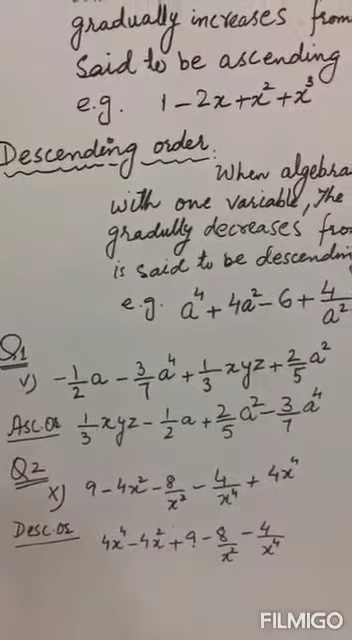 gradually increases from
Said to be ascending
e.g. 1 - 2x + x² + x³
Descending order.
When algebra
with one variable, The
gradully decreases fro
is said to be descendin
e.g. a⁴ + 4a² - 6 + 4/a²
Q1
v) -1/2 a - 3/7 a⁴ + 1/3 xyz + 2/5 a²
Asc.Or 1/3 xyz - 1/2 a + 2/5 a² - 3/7 a⁴
Q2
x) 9 - 4x² - 8/x² - 4/x⁴ + 4x⁴
Desc.or 4x⁴ - 4x² + 9 - 8/x² - 4/x⁴
FILMIGO